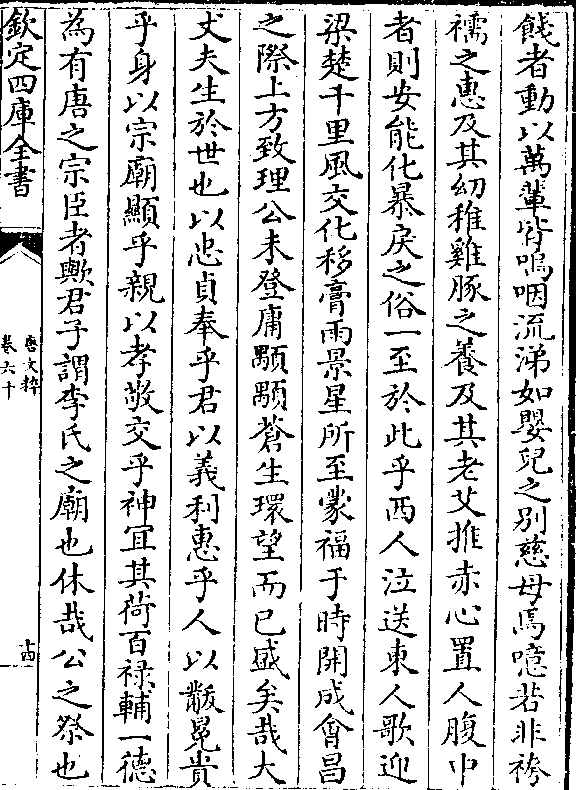 餞者動以萬軰皆嗚咽流涕如嬰兒之别慈母焉噫若非袴
襦之惠及其幼稚雞豚之養及其老艾推赤心置人腹中
者則安能化暴戾之俗一至於此乎西人泣送東人歌迎
梁楚千里風交化移膏雨景星所至蒙福于時開成會昌
之際上方致理公未登庸顒顒蒼生環望而已盛矣哉大
丈夫生於世也以忠貞奉乎君以義利惠乎人以黻冕貴
乎身以宗廟顯乎親以孝敬交乎神宜其荷百禄輔一德
為有唐之宗臣者歟君子謂李氏之廟也休哉公之祭也
欽定四庫全書
唐文粹
卷六十
十四